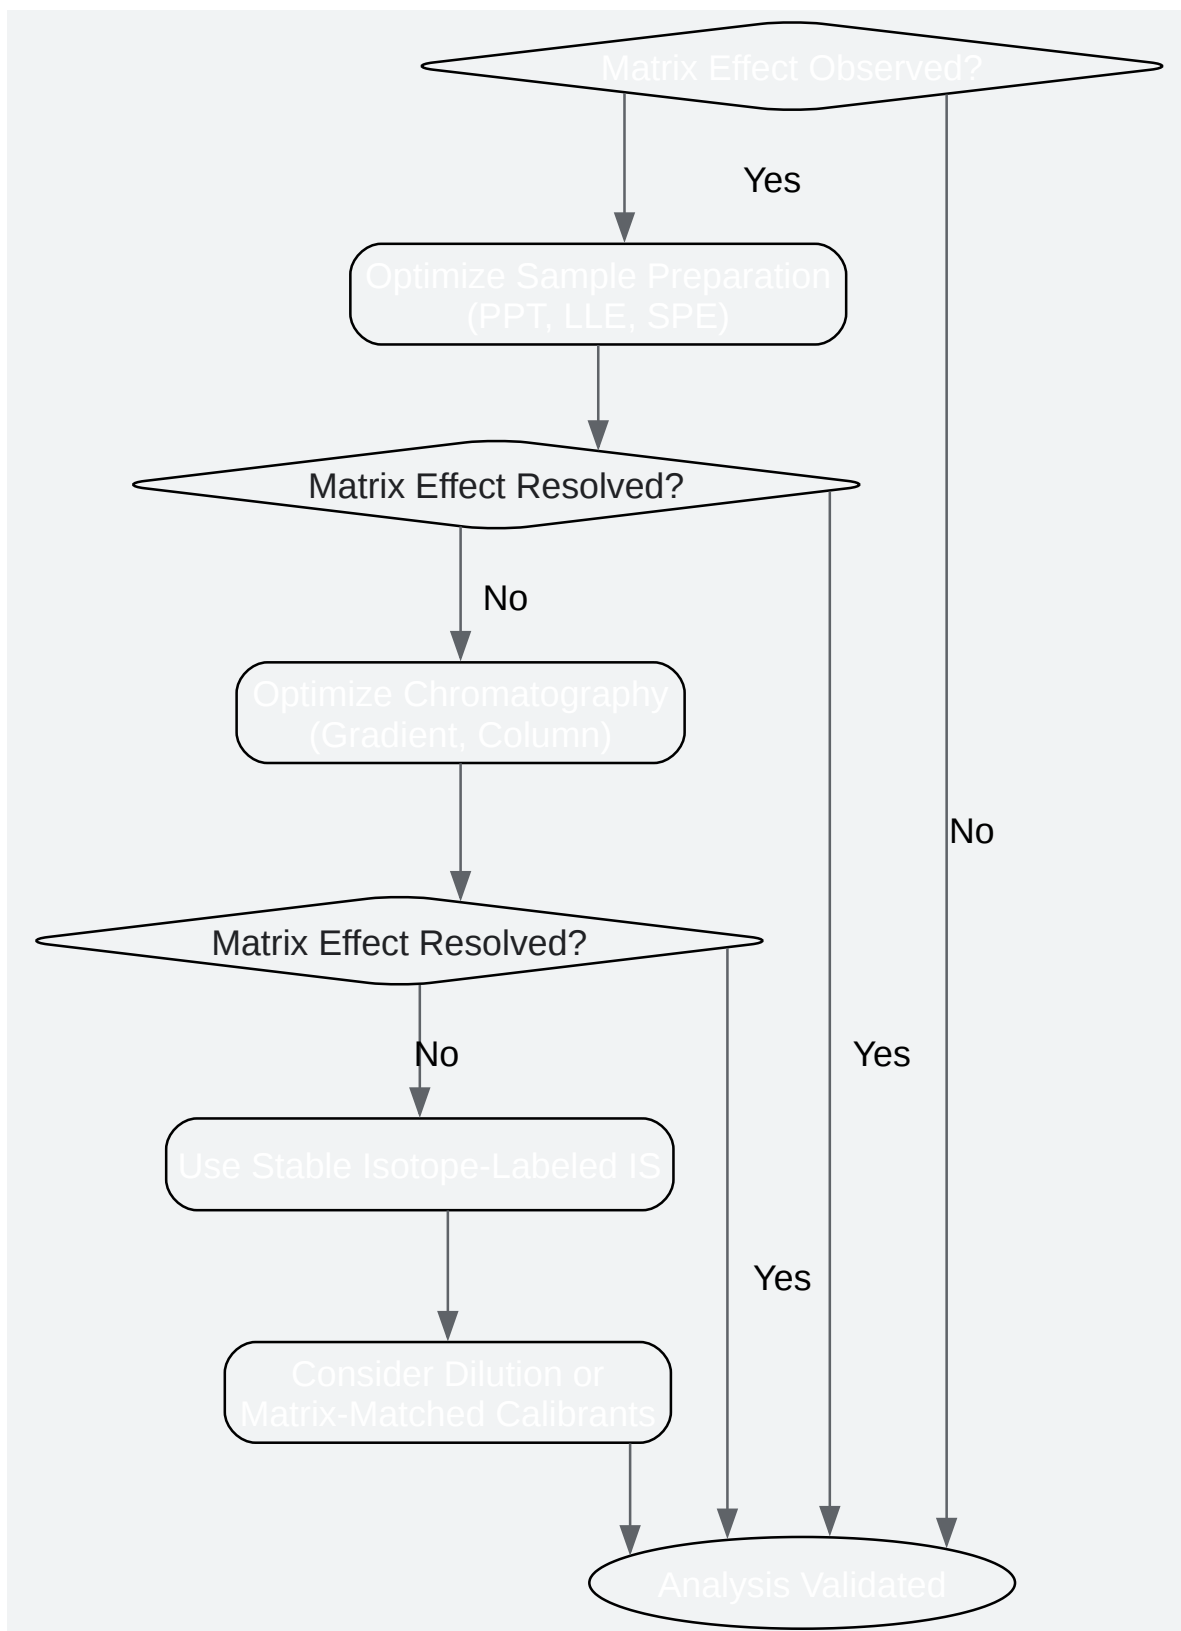 Matrix Effect Observed?
Yes
Optimize Sample Preparation
(PPT, LLE, SPE)
Matrix Effect Resolved?
No
Optimize Chromatography
(Gradient, Column)
No
Matrix Effect Resolved?
No
Yes
Use Stable Isotope-Labeled IS
Yes
Consider Dilution or
Matrix-Matched Calibrants
Analysis Validated